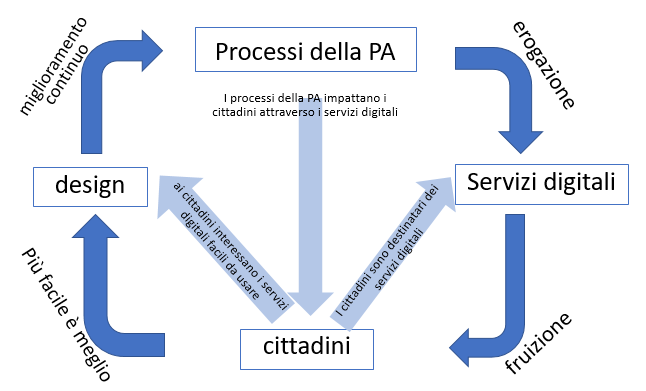 miglioramento
continuo
Processi della PA
erogazione
I processi della PA impattano i
cittadini attraverso i servizi digitali
design
Servizi digitali
ai cittadini interessano i servizi
digitali facili da usare
I cittadini sono destinatari dei
servizi digitali
Più facile è meglio
cittadini
fruizione